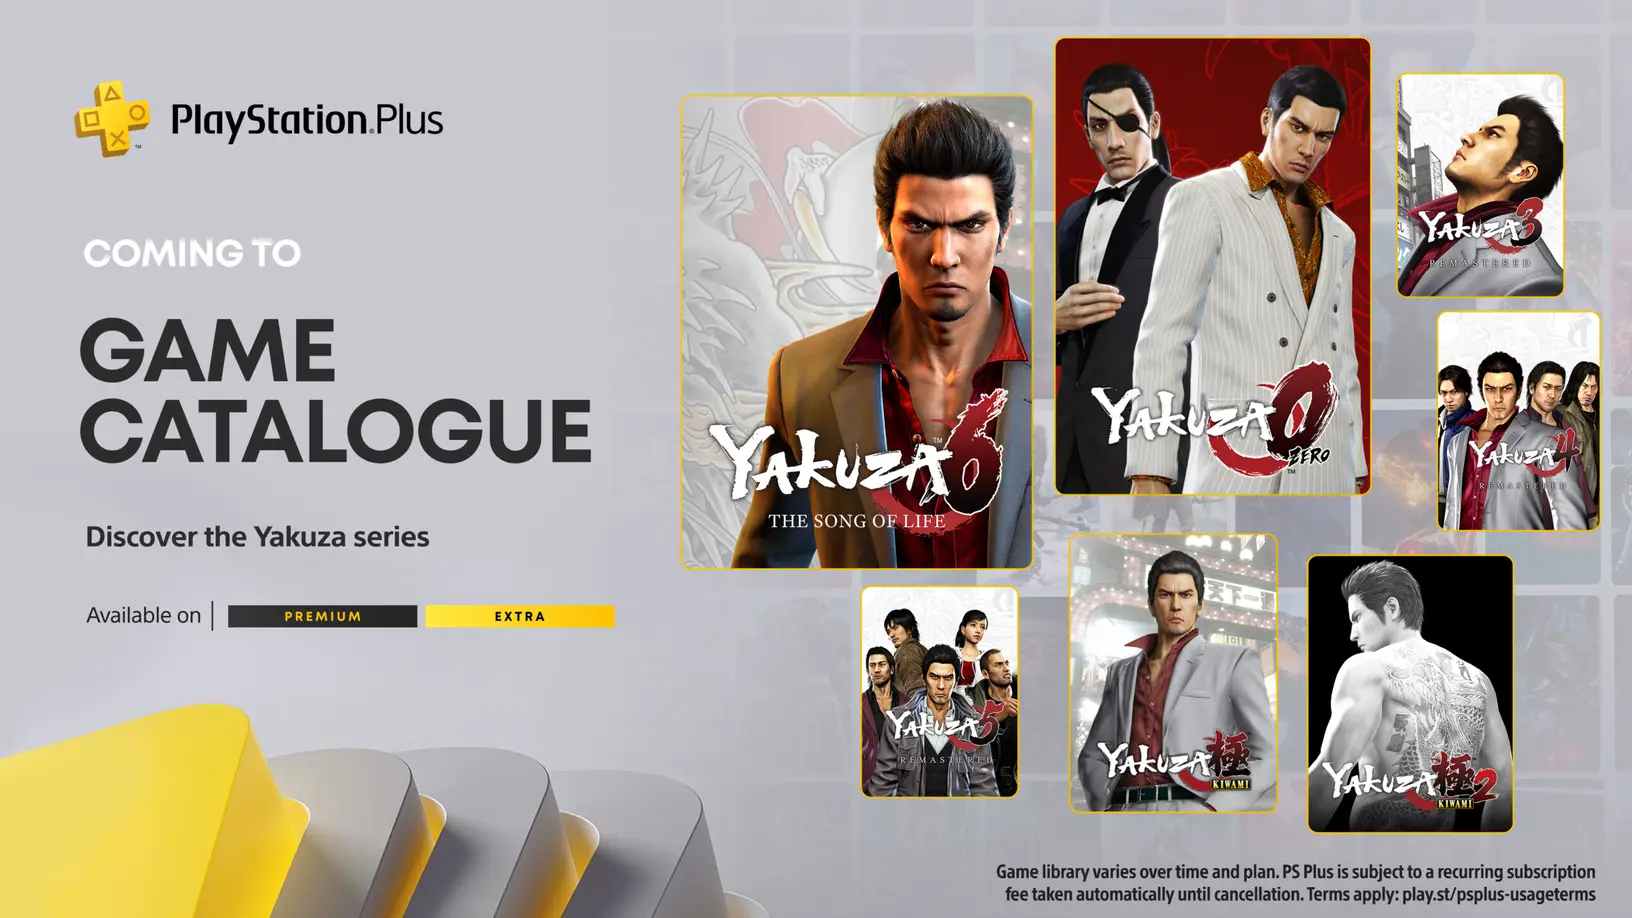 PlayStation.Plus
COMING TO
GAME
CATALOGUE
Discover the Yakuza series
Available on | PREMIUM EXTRA
YAKUZA 6
THE SONG OF LIFE
YAKUZA 0
ZERO
YAKUZA 3
REMASTERED
YAKUZA 4
REMASTERED
YAKUZA 5
REMASTERED
YAKUZA 極
KIWAMI
YAKUZA 極 2
KIWAMI
Game library varies over time and plan. PS Plus is subject to a recurring subscription
fee taken automatically until cancellation. Terms apply: play.st/psplus-usageterms